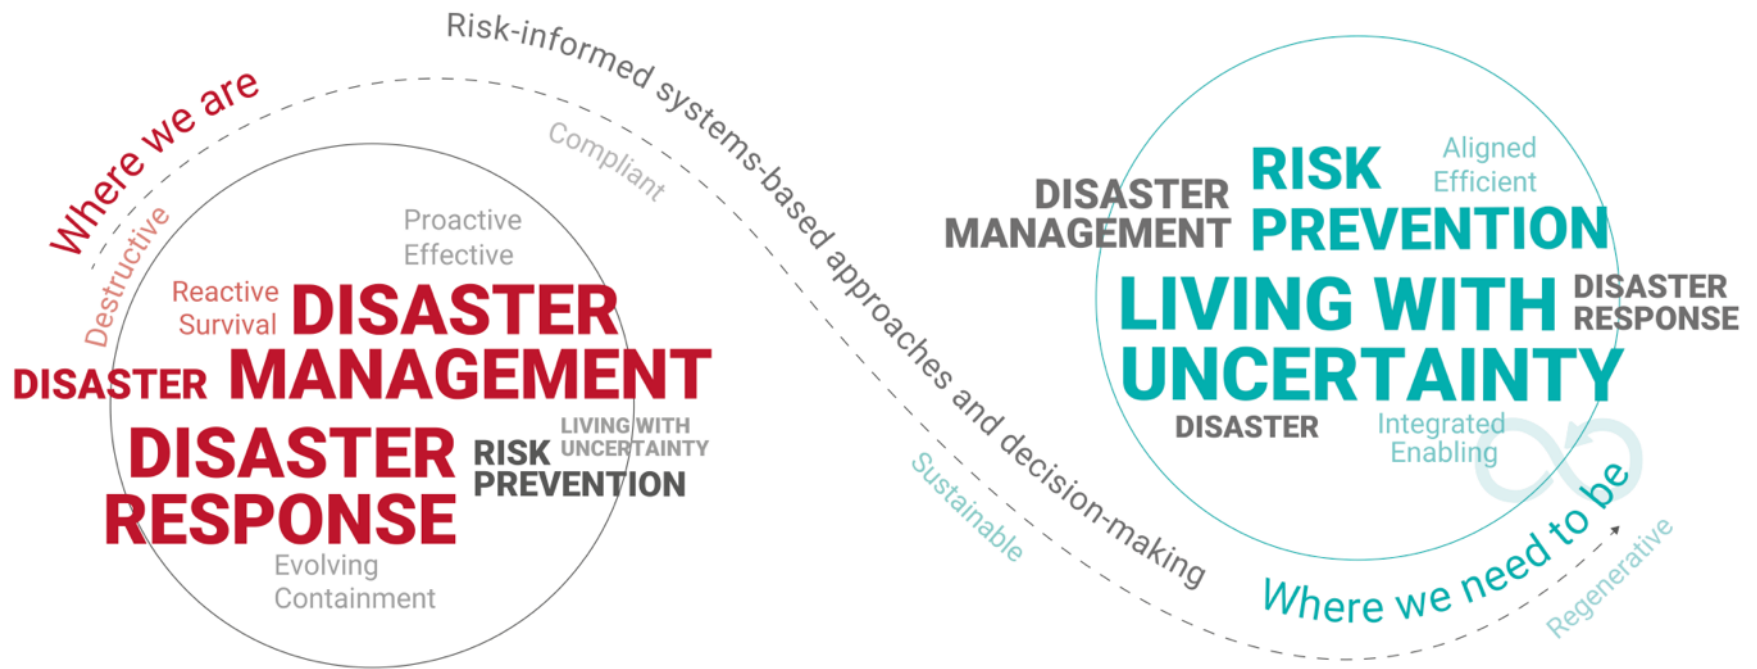 Where we are
Destructive
Proactive
Effective
Reactive
Survival
DISASTER
MANAGEMENT
DISASTER
DISASTER
RESPONSE
RISK
PREVENTION
LIVING WITH
UNCERTAINTY
Evolving
Containment
Risk-informed systems-based approaches and decision-making
Compliant
Sustainable
DISASTER
MANAGEMENT
RISK
PREVENTION
Aligned
Efficient
LIVING WITH
UNCERTAINTY
DISASTER
RESPONSE
DISASTER
Integrated
Enabling
Where we need to be
Regenerative